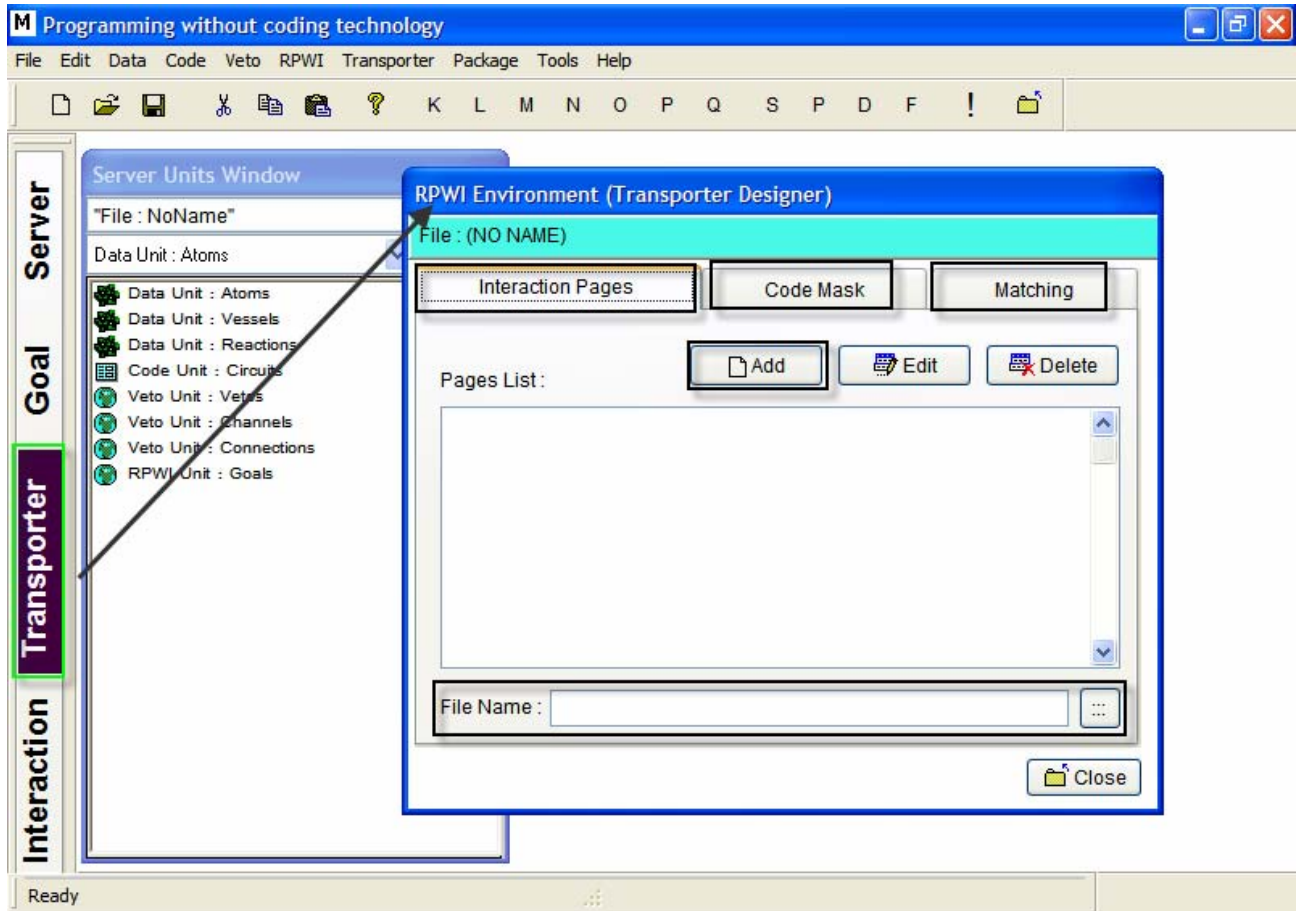 M Programming without coding technology
File Edit Data Code Veto RPWI Transporter Package Tools Help
K L M N O P Q S P D F !
Server
Goal
Transporter
Interaction
Server Units Window
"File : NoName"
Data Unit : Atoms
Data Unit : Atoms
Data Unit : Vessels
Data Unit : Reactions
Code Unit : Circuits
Veto Unit : Vetos
Veto Unit : Channels
Veto Unit : Connections
RPWI Unit : Goals
RPWI Environment (Transporter Designer)
File : (NO NAME)
Interaction Pages Code Mask Matching
Pages List : Add Edit Delete
File Name : :::
Close
Ready